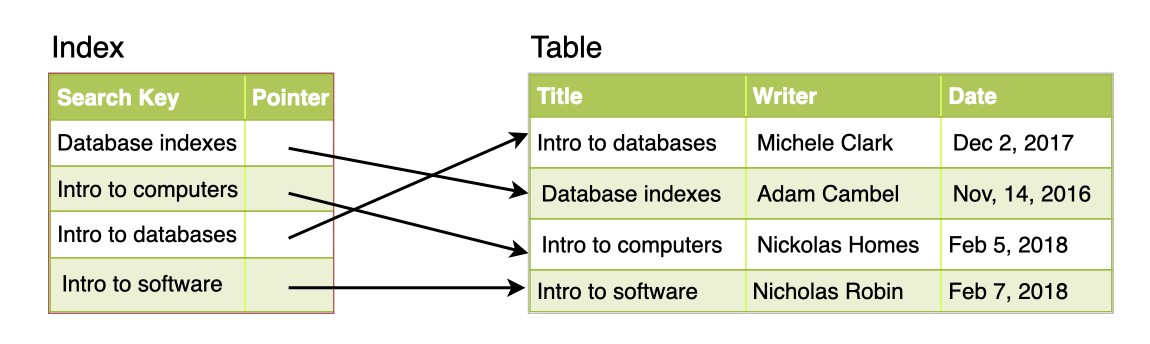 Index
Search Key Pointer
Database indexes
Intro to computers
Intro to databases
Intro to software
Table
Title Writer Date
Intro to databases Michele Clark Dec 2, 2017
Database indexes Adam Cambel Nov, 14, 2016
Intro to computers Nickolas Homes Feb 5, 2018
Intro to software Nicholas Robin Feb 7, 2018